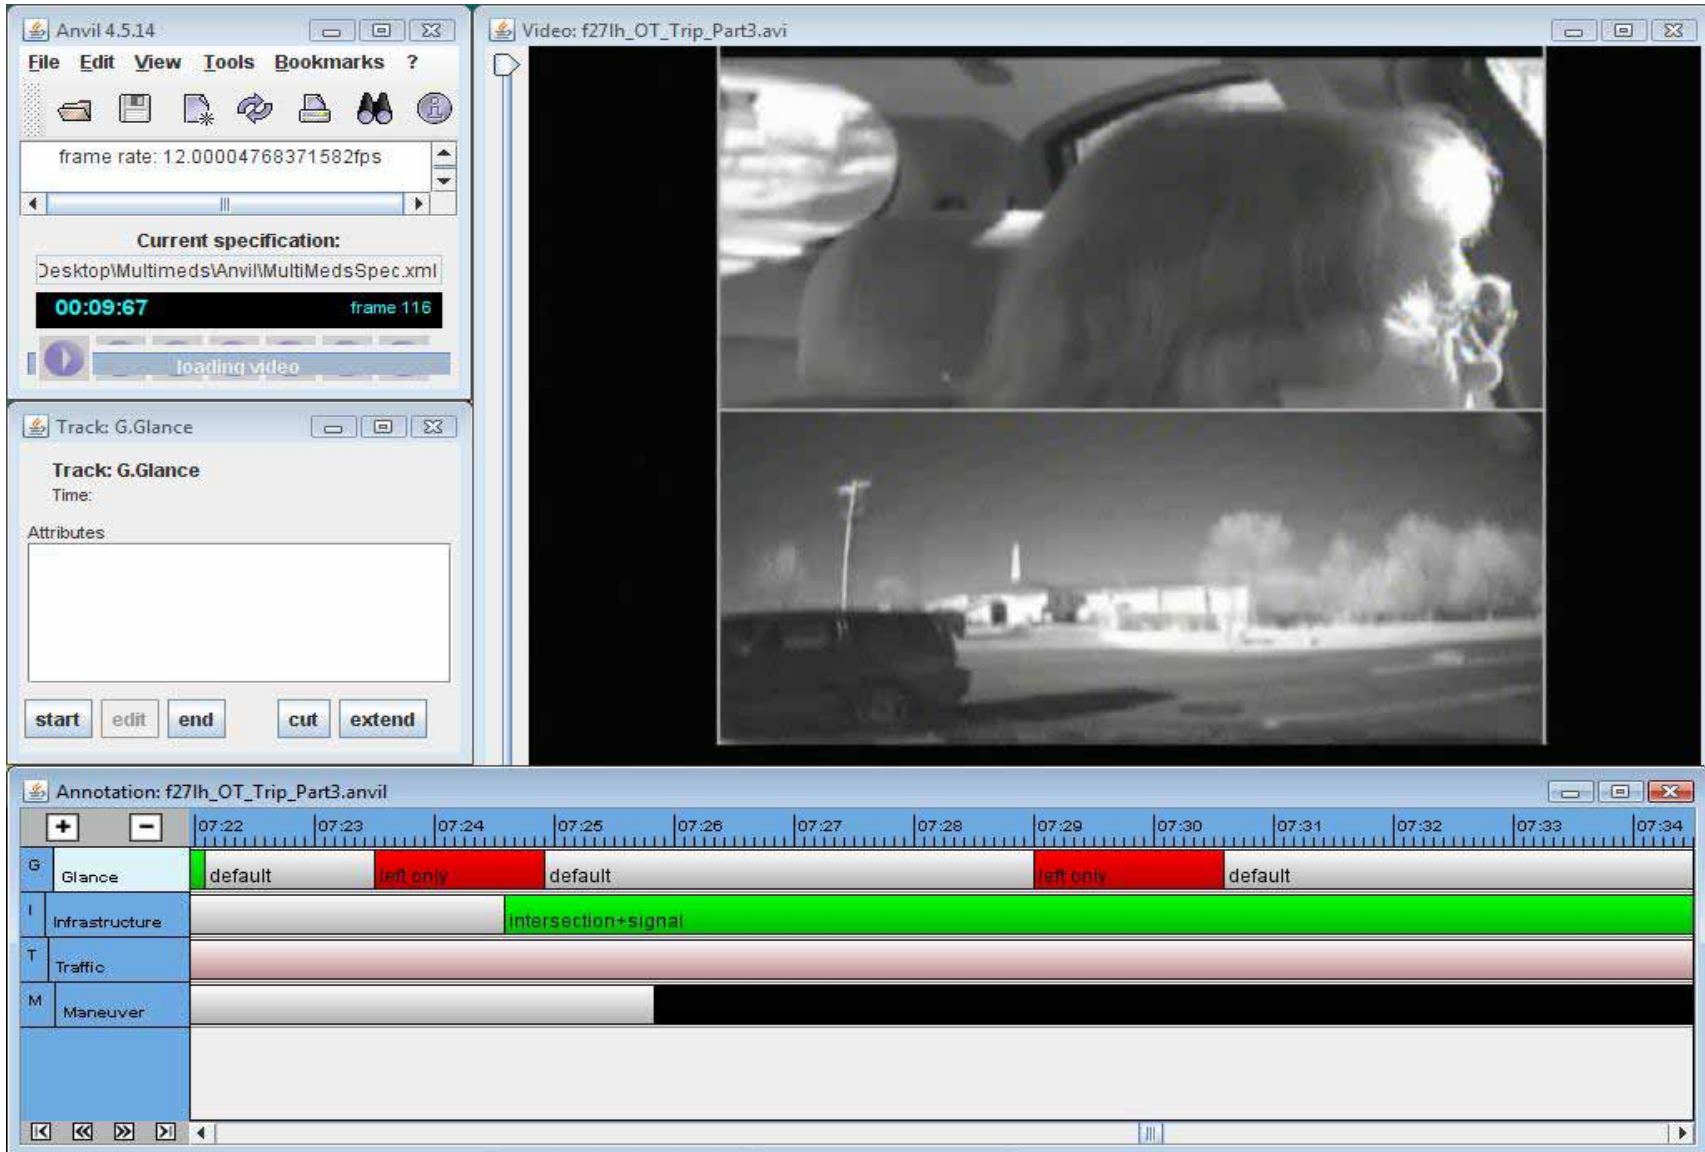 Anvil 4.5.14
File Edit View Tools Bookmarks ?
frame rate: 12.00004768371582fps
Current specification:
Desktop\Multimeds\Anvil\MultiMedsSpec.xml
00:09:67 frame 116
loading video
Track: G.Glance
Track: G.Glance
Time:
Attributes
start edit end cut extend
Video: f27lh_OT_Trip_Part3.avi
Annotation: f27lh_OT_Trip_Part3.anvil
07:22 07:23 07:24 07:25 07:26 07:27 07:28 07:29 07:30 07:31 07:32 07:33 07:34
G Glance default left only default left only default
I Infrastructure intersection+signal
T Traffic
M Maneuver